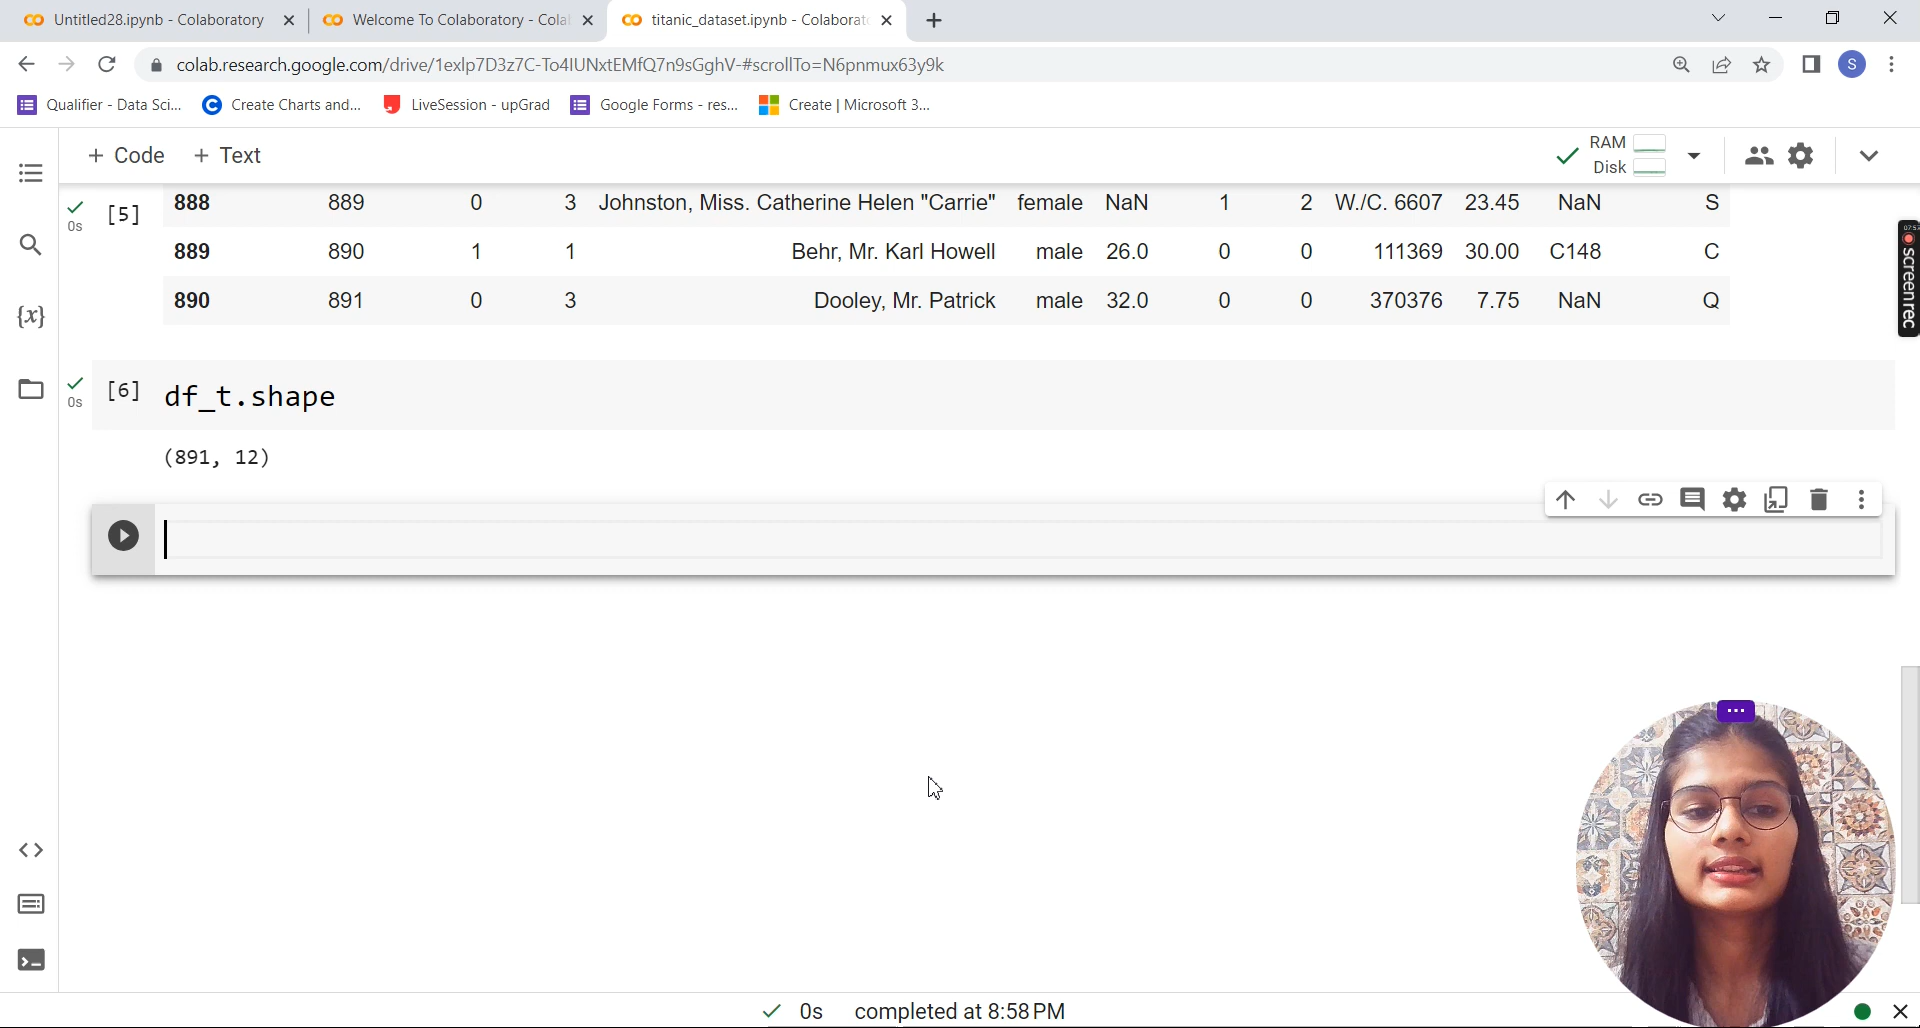 Untitled28.ipynb - Colaboratory
Welcome To Colaboratory - Cola
titanic_dataset.ipynb - Colaborato
colab.research.google.com/drive/1exlp7D3z7C-To4IUNxtEMfQ7n9sGghV-#scrollTo=N6pnmux63y9k
S
Qualifier - Data Sci...
Create Charts and...
LiveSession - upGrad
Google Forms - res...
Create | Microsoft 3...
+ Code + Text
RAM
Disk
[5]
0s
888 889 0 3 Johnston, Miss. Catherine Helen "Carrie" female NaN 1 2 W./C. 6607 23.45 NaN S
889 890 1 1 Behr, Mr. Karl Howell male 26.0 0 0 111369 30.00 C148 C
890 891 0 3 Dooley, Mr. Patrick male 32.0 0 0 370376 7.75 NaN Q
screenrec
[6] df_t.shape
0s
(891, 12)
0s completed at 8:58 PM